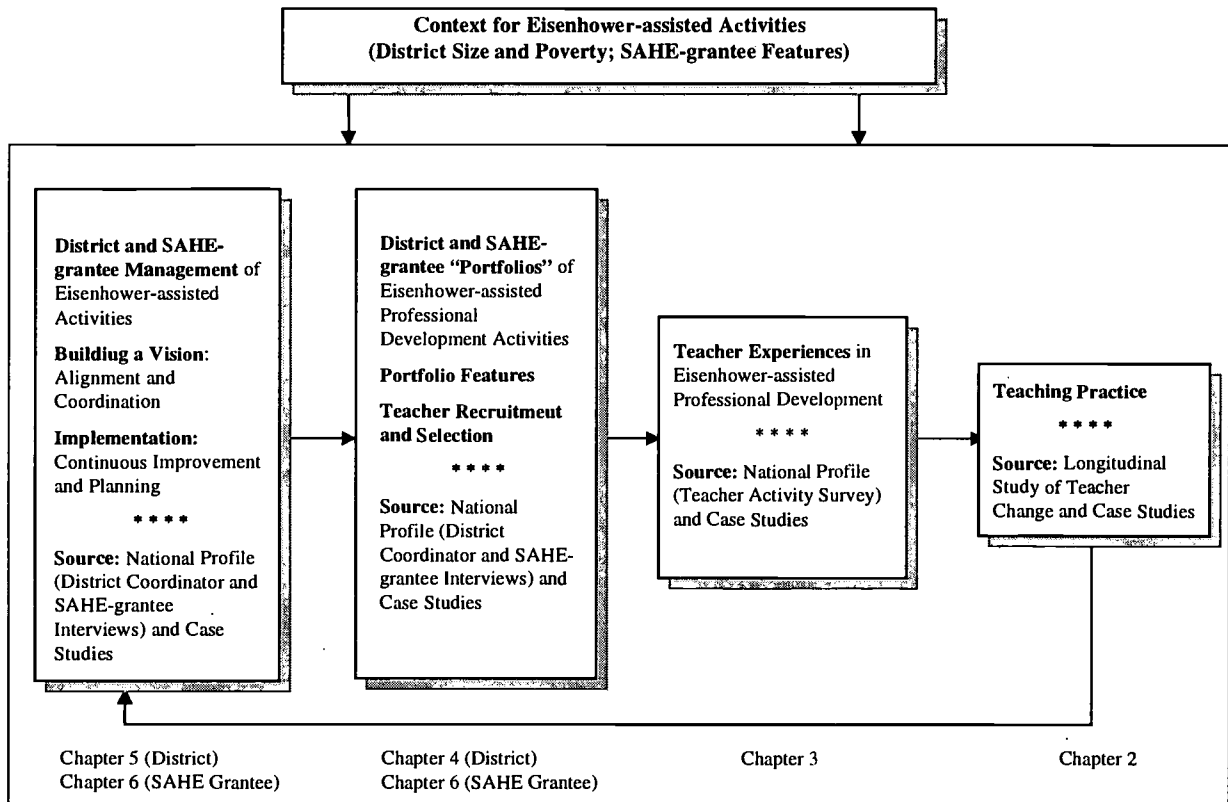 Context for Eisenhower-assisted Activities
(District Size and Poverty; SAHE-grantee Features)
District and SAHE-
grantee Management of
Eisenhower-assisted
Activities
Building a Vision:
Alignment and
Coordination
Implementation:
Continuous Improvement
and Planning
* * * *
Source: National Profile
(District Coordinator and
SAHE-grantee
Interviews) and Case
Studies
District and SAHE-
grantee “Portfolios” of
Eisenhower-assisted
Professional
Development Activities
Portfolio Features
Teacher Recruitment
and Selection
* * * *
Source: National
Profile (District
Coordinator and SAHE-
grantee Interviews) and
Case Studies
Teacher Experiences in
Eisenhower-assisted
Professional Development
* * * *
Source: National Profile
(Teacher Activity Survey)
and Case Studies
Teaching Practice
* * * *
Source: Longitudinal
Study of Teacher
Change and Case Studies
Chapter 5 (District)
Chapter 6 (SAHE Grantee)
Chapter 4 (District)
Chapter 6 (SAHE Grantee)
Chapter 3
Chapter 2